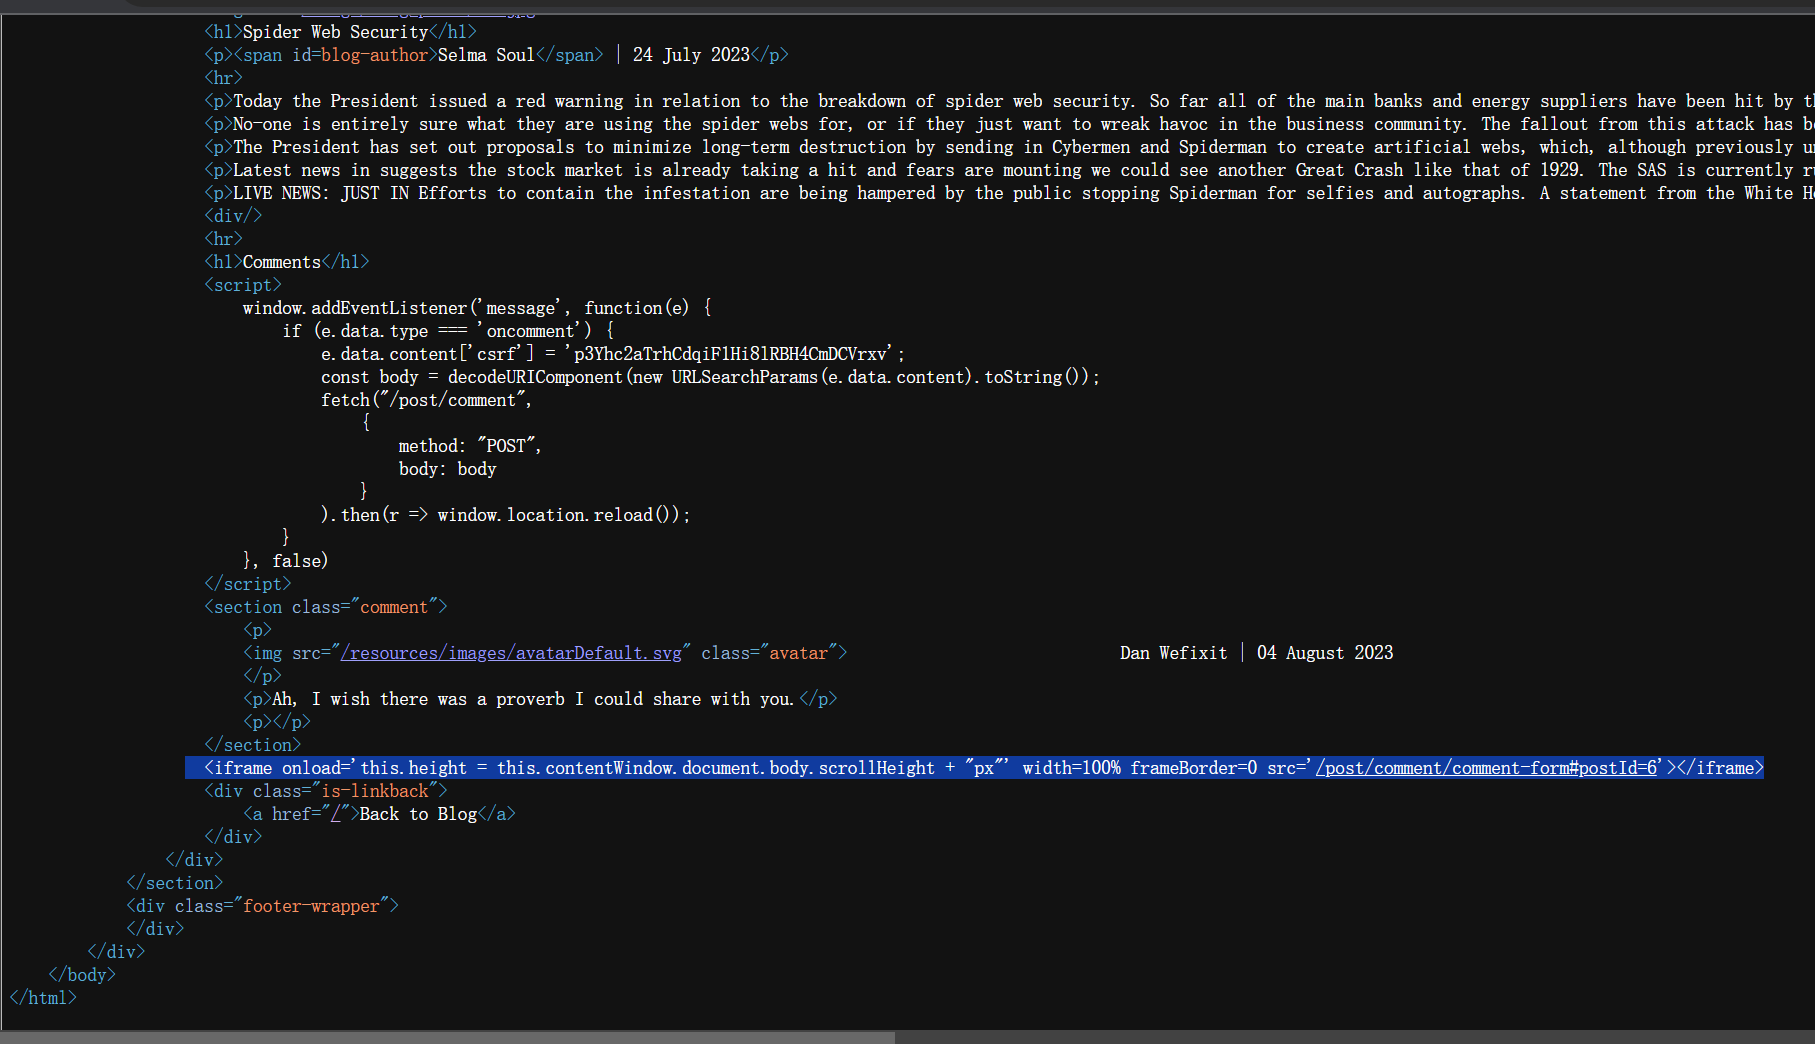 <h1>Spider Web Security</h1>
<p><span id=blog-author>Selma Soul</span> | 24 July 2023</p>
<hr>
<p>Today the President issued a red warning in relation to the breakdown of spider web security. So far all of the main banks and energy suppliers have been hit by
<p>No-one is entirely sure what they are using the spider webs for, or if they just want to wreak havoc in the business community. The fallout from this attack has
<p>The President has set out proposals to minimize long-term destruction by sending in Cybermen and Spiderman to create artificial webs, which, although previously
<p>Latest news in suggests the stock market is already taking a hit and fears are mounting we could see another Great Crash like that of 1929. The SAS is currently
<p>LIVE NEWS: JUST IN Efforts to contain the infestation are being hampered by the public stopping Spiderman for selfies and autographs. A statement from the White
<div/>
<hr>
<h1>Comments</h1>
<script>
window.addEventListener('message', function(e) {
if (e.data.type === 'oncomment') {
e.data.content['csrf'] = 'p3Yhc2aTrhCdqiF1Hi8lRBH4CmDCVrxv';
const body = decodeURIComponent(new URLSearchParams(e.data.content).toString());
fetch("/post/comment",
{
method: "POST",
body: body
}
).then(r => window.location.reload());
}
}, false)
</script>
<section class="comment">
<p>
<img src="/resources/images/avatarDefault.svg" class="avatar"> Dan Wefixit | 04 August 2023
</p>
<p>Ah, I wish there was a proverb I could share with you.</p>
<p></p>
</section>
<iframe onload='this.height = this.contentWindow.document.body.scrollHeight + "px"' width=100% frameBorder=0 src='/post/comment/comment-form#postId=6'></iframe>
<div class="is-linkback">
<a href="/">Back to Blog</a>
</div>
</div>
</section>
<div class="footer-wrapper">
</div>
</div>
</body>
</html>